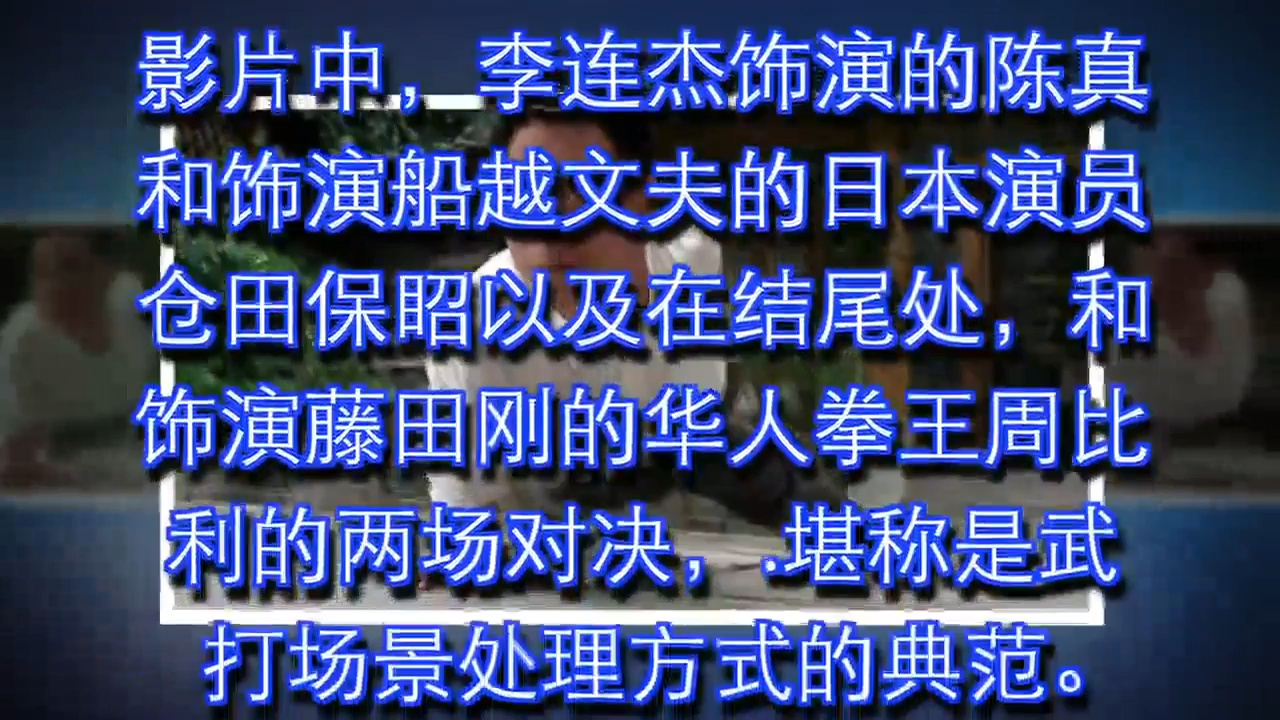 影片中，李连杰饰演的陈真
和饰演船越文夫的日本演员
仓田保昭以及在结尾处，和
饰演藤田刚的华人拳王周比
利的两场对决，.堪称是武
打场景处理方式的典范。